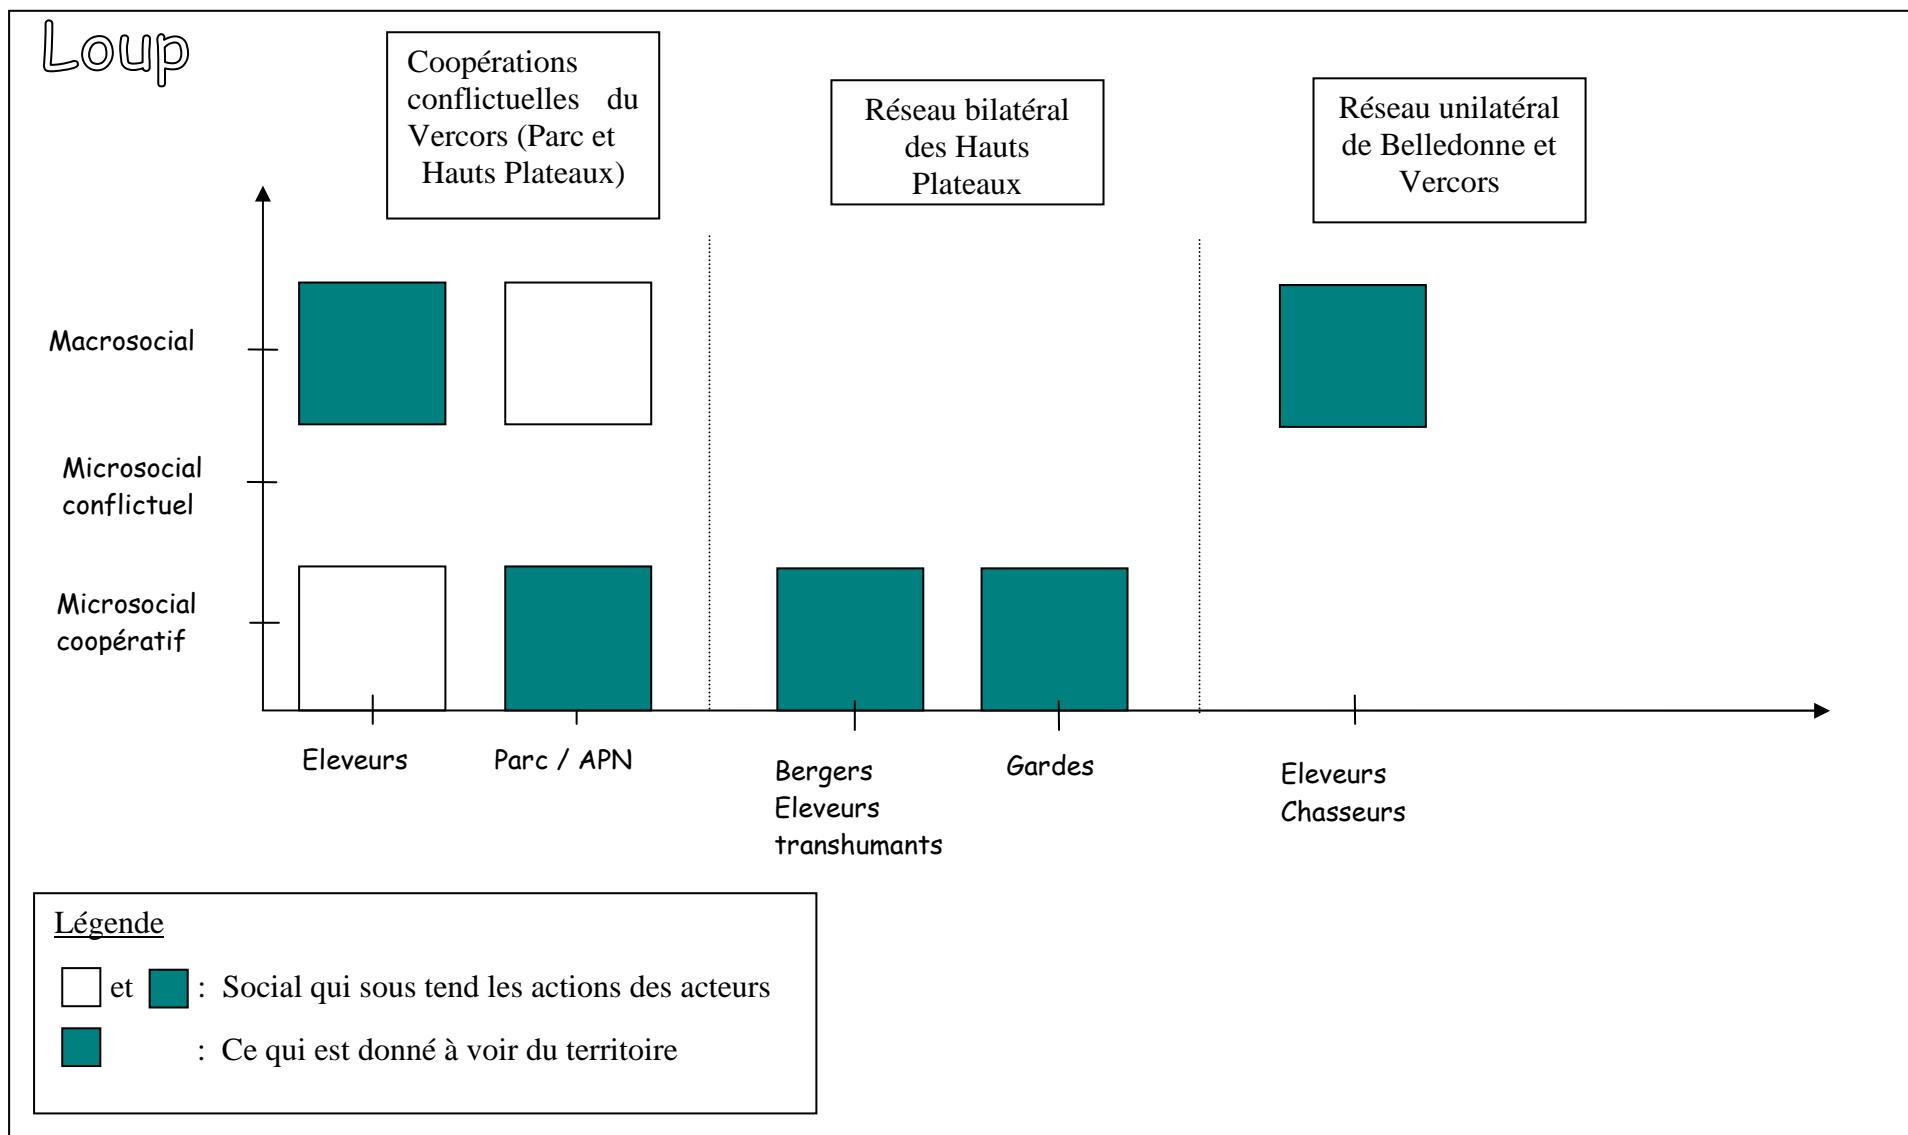 Loup
Coopérations
conflictuelles du
Vercors (Parc et
Hauts Plateaux)
Réseau bilatéral
des Hauts
Plateaux
Réseau unilatéral
de Belledonne et
Vercors
Macrosocial
Microsocial
conflictuel
Microsocial
coopératif
Eleveurs
Parc / APN
Bergers
Eleveurs
transhumants
Gardes
Eleveurs
Chasseurs
Légende
et : Social qui sous tend les actions des acteurs
: Ce qui est donné à voir du territoire